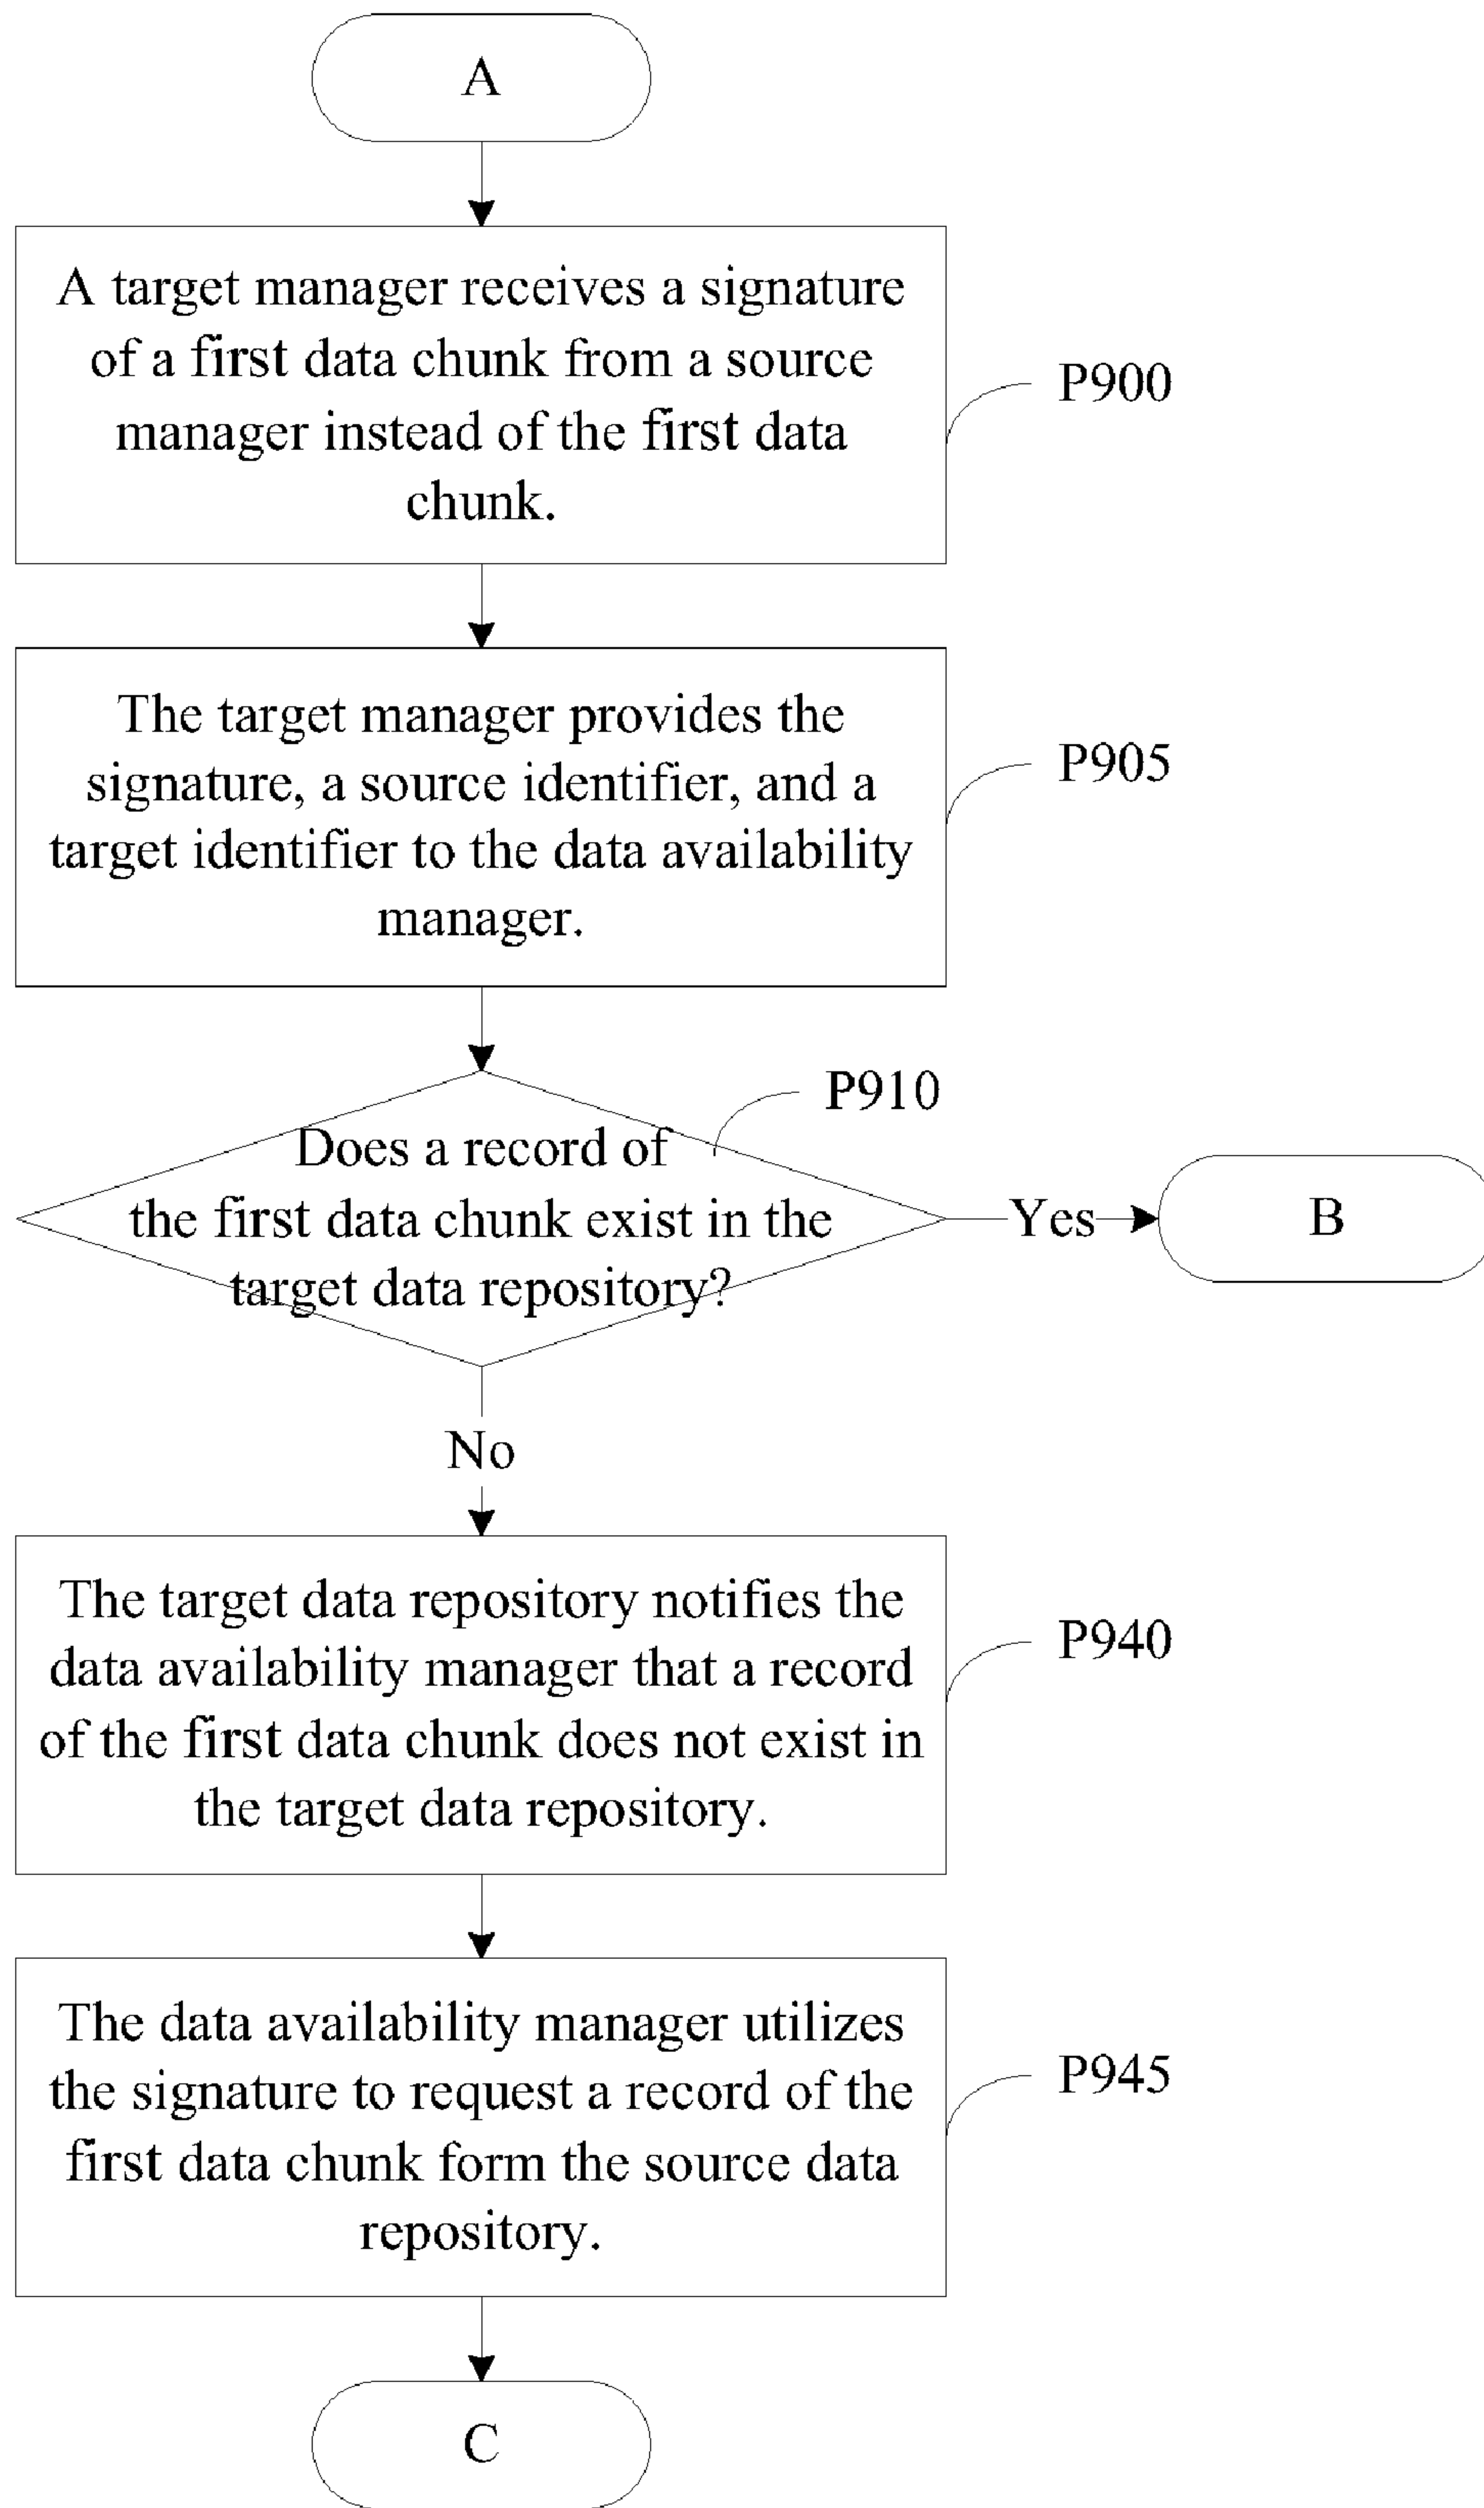 A
A target manager receives a signature
of a first data chunk from a source
manager instead of the first data
chunk.
P900
The target manager provides the
signature, a source identifier, and a
target identifier to the data availability
manager.
P905
P910
Does a record of
the first data chunk exist in the
target data repository?
Yes
B
No
The target data repository notifies the
data availability manager that a record
of the first data chunk does not exist in
the target data repository.
P940
The data availability manager utilizes
the signature to request a record of the
first data chunk form the source data
repository.
P945
C